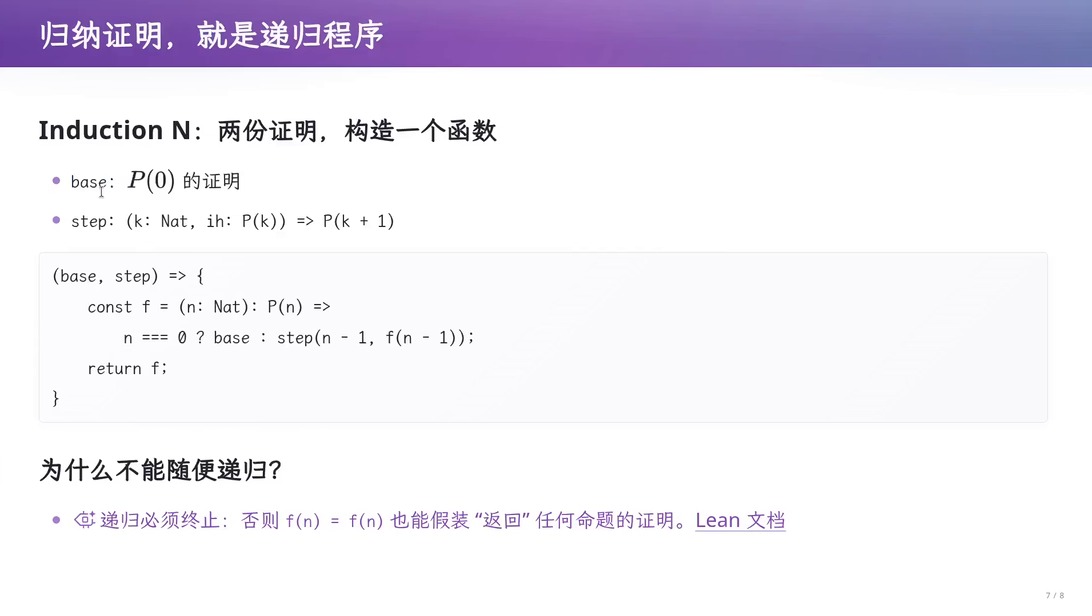 归纳证明，就是递归程序
Induction N：两份证明，构造一个函数
base: P(0) 的证明
step: (k: Nat, ih: P(k)) => P(k + 1)
(base, step) => {
    const f = (n: Nat): P(n) =>
        n === 0 ? base : step(n - 1, f(n - 1));
    return f;
}
为什么不能随便递归？
递归必须终止：否则 f(n) = f(n) 也能假装 “返回” 任何命题的证明。Lean 文档
7 / 8